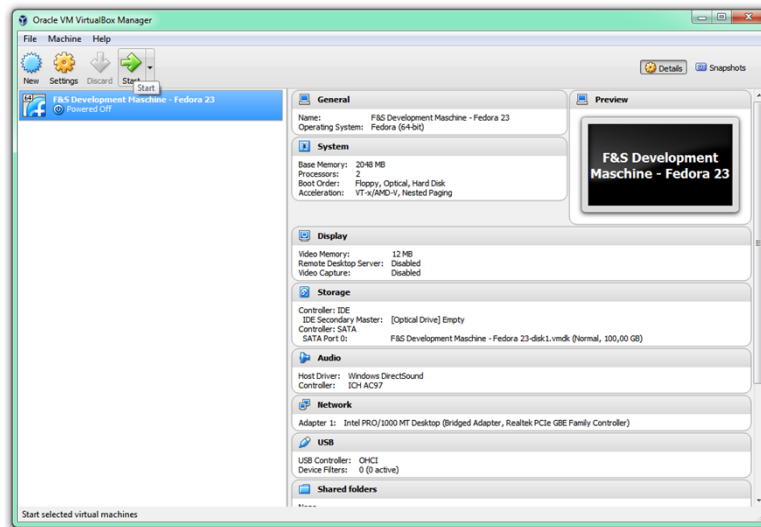 Oracle VM VirtualBox Manager
File Machine Help
New Settings Discard Start
Start
Details Snapshots
64
F&S Development Maschine - Fedora 23
Powered Off
General
Name: F&S Development Maschine - Fedora 23
Operating System: Fedora (64-bit)
System
Base Memory: 2048 MB
Processors: 2
Boot Order: Floppy, Optical, Hard Disk
Acceleration: VT-x/AMD-V, Nested Paging
Preview
F&S Development
Maschine - Fedora 23
Display
Video Memory: 12 MB
Remote Desktop Server: Disabled
Video Capture: Disabled
Storage
Controller: IDE
IDE Secondary Master: [Optical Drive] Empty
Controller: SATA
SATA Port 0: F&S Development Maschine - Fedora 23-disk1.vmdk (Normal, 100,00 GB)
Audio
Host Driver: Windows DirectSound
Controller: ICH AC97
Network
Adapter 1: Intel PRO/1000 MT Desktop (Bridged Adapter, Realtek PCIe GBE Family Controller)
USB
USB Controller: OHCI
Device Filters: 0 (0 active)
Shared folders
Start selected virtual machines